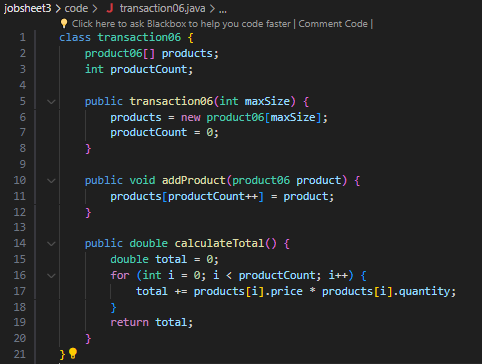 jobsheet3 > code > transaction06.java > ...
Click here to ask Blackbox to help you code faster | Comment Code |
1 class transaction06 {
2 product06[] products;
3 int productCount;
4
5 public transaction06(int maxSize) {
6 products = new product06[maxSize];
7 productCount = 0;
8 }
9
10 public void addProduct(product06 product) {
11 products[productCount++] = product;
12 }
13
14 public double calculateTotal() {
15 double total = 0;
16 for (int i = 0; i < productCount; i++) {
17 total += products[i].price * products[i].quantity;
18 }
19 return total;
20 }
21 }